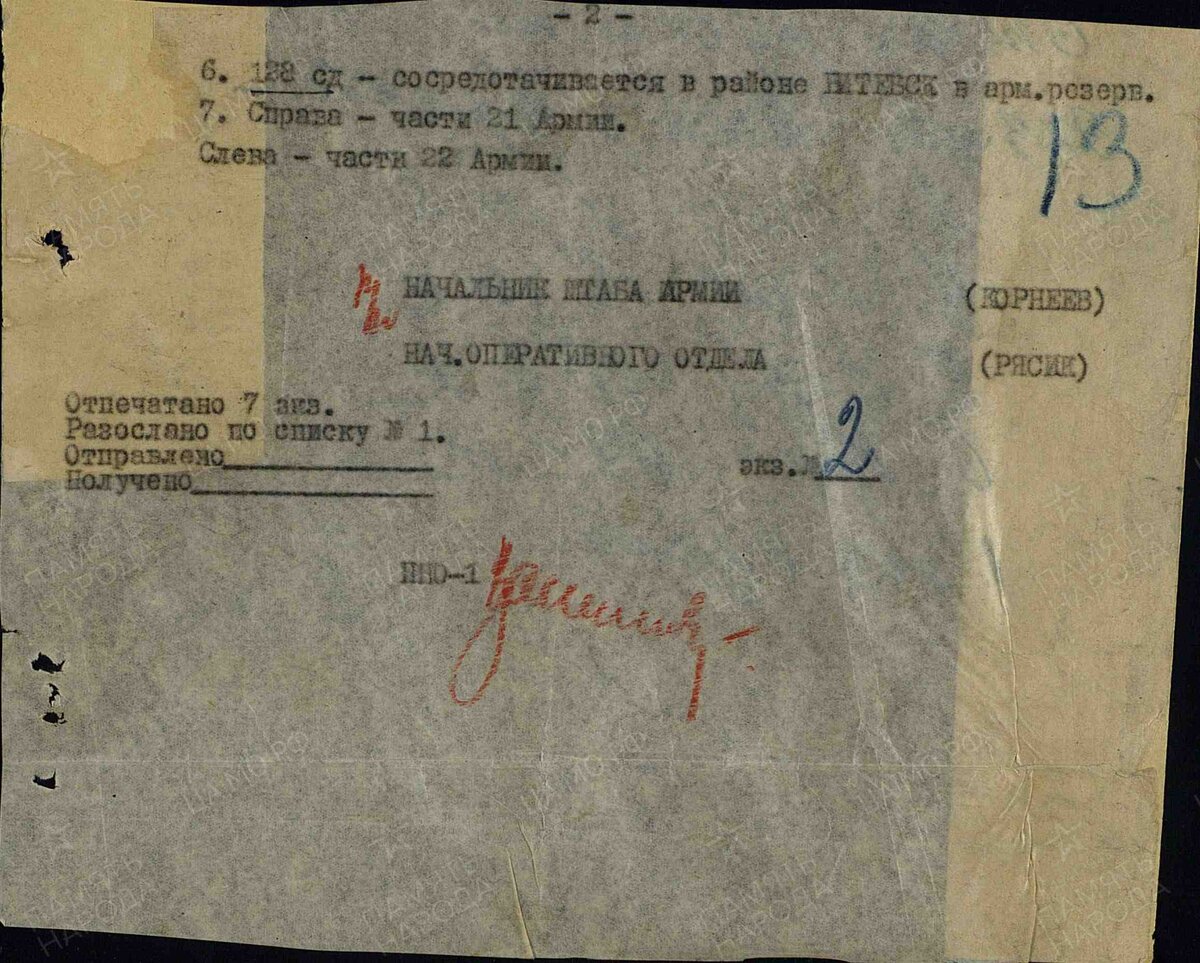 - 2 -
6. 128 сд - сосредотачивается в районе ВИТЕБСК в арм.резерв.
7. Справа - части 21 Армии.
Слева - части 22 Армии.
13
НАЧАЛЬНИК ШТАБА АРМИИ (КОРНЕЕВ)
НАЧ.ОПЕРАТИВНОГО ОТДЕЛА (РЯСИК)
Отпечатано 7 экз.
Разослано по списку № 1.
Отправлено
Получено
экз.№ 2
ПНО-1